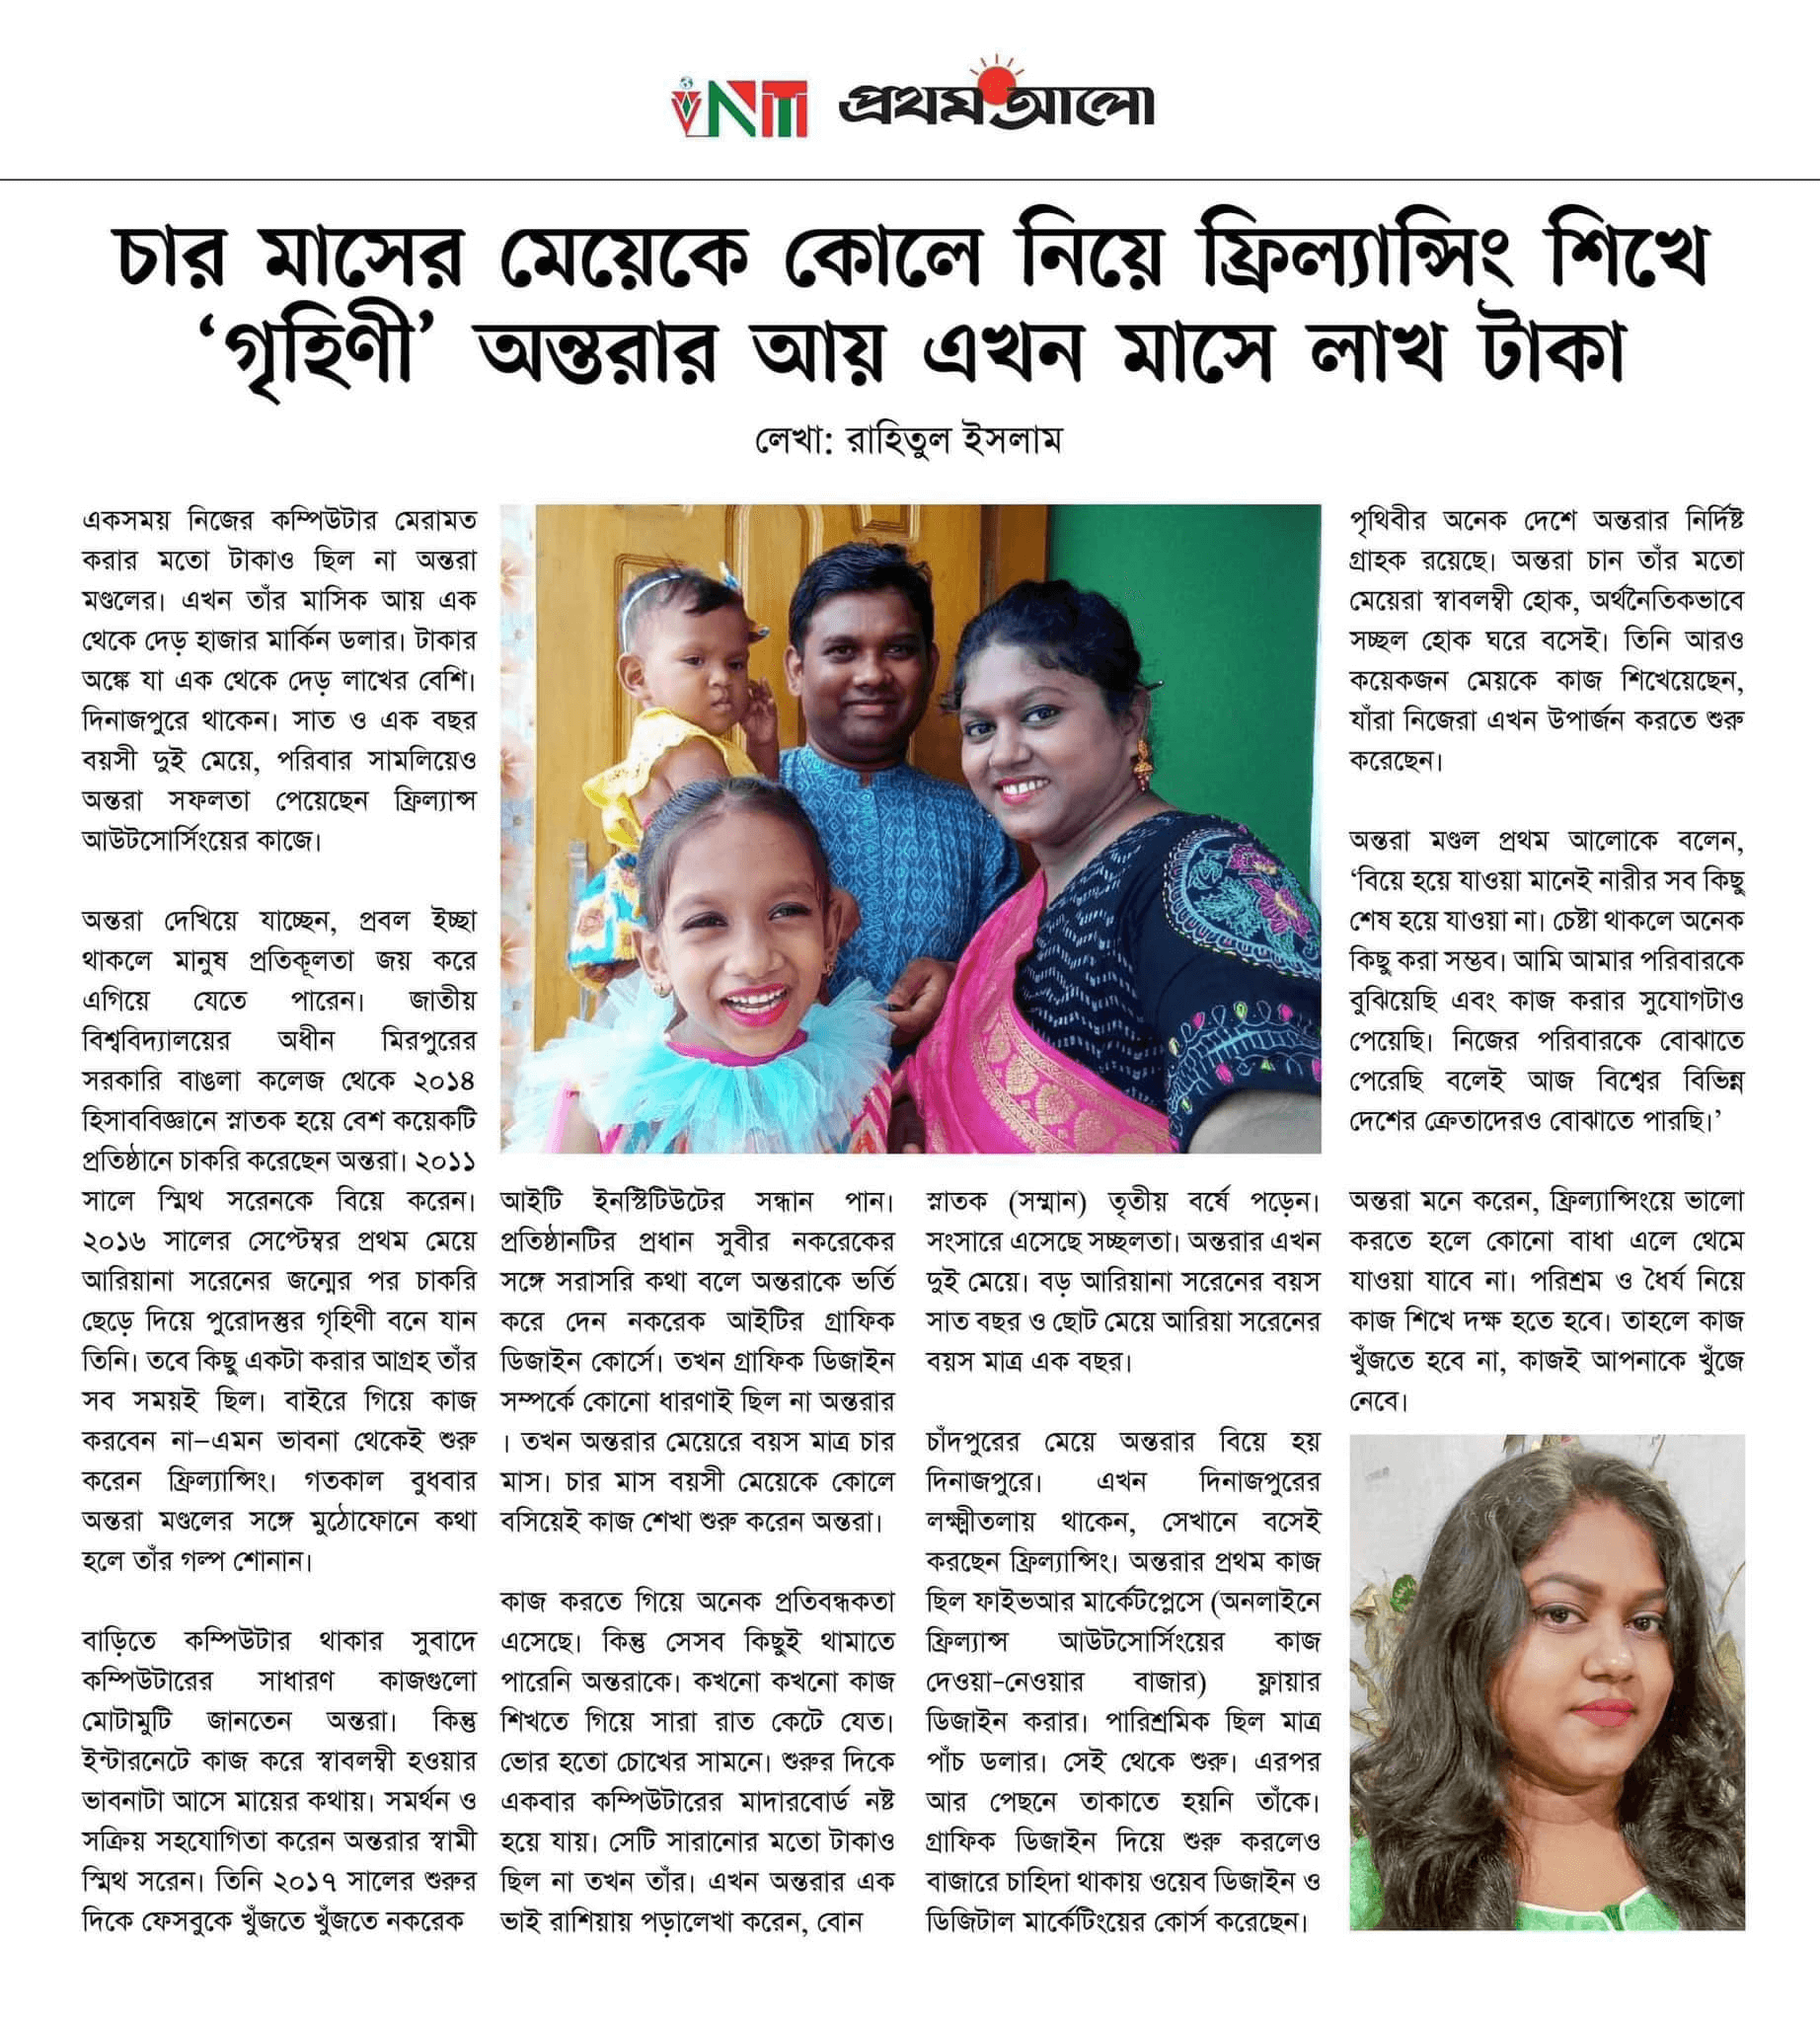 প্রথম আলো
চার মাসের মেয়েকে কোলে নিয়ে ফ্রিল্যান্সিং শিখে
‘গৃহিণী’ অন্তরার আয় এখন মাসে লাখ টাকা
লেখা: রাহিতুল ইসলাম
একসময় নিজের কম্পিউটার মেরামত
করার মতো টাকাও ছিল না অন্তরা
মণ্ডলের। এখন তাঁর মাসিক আয় এক
থেকে দেড় হাজার মার্কিন ডলার। টাকার
অঙ্কে যা এক থেকে দেড় লাখের বেশি।
দিনাজপুরে থাকেন। সাত ও এক বছর
বয়সী দুই মেয়ে, পরিবার সামলিয়েও
অন্তরা সফলতা পেয়েছেন ফ্রিল্যান্স
আউটসোর্সিংয়ের কাজে।
অন্তরা দেখিয়ে যাচ্ছেন, প্রবল ইচ্ছা
থাকলে মানুষ প্রতিকূলতা জয় করে
এগিয়ে যেতে পারেন। জাতীয়
বিশ্ববিদ্যালয়ের অধীন মিরপুরের
সরকারি বাঙলা কলেজ থেকে ২০১৪
হিসাববিজ্ঞানে স্নাতক হয়ে বেশ কয়েকটি
প্রতিষ্ঠানে চাকরি করেছেন অন্তরা। ২০১১
সালে স্মিথ সরেনকে বিয়ে করেন।
২০১৬ সালের সেপ্টেম্বর প্রথম মেয়ে
আরিয়ানা সরেনের জন্মের পর চাকরি
ছেড়ে দিয়ে পুরোদস্তুর গৃহিণী বনে যান
তিনি। তবে কিছু একটা করার আগ্রহ তাঁর
সব সময়ই ছিল। বাইরে গিয়ে কাজ
করবেন না–এমন ভাবনা থেকেই শুরু
করেন ফ্রিল্যান্সিং। গতকাল বুধবার
অন্তরা মণ্ডলের সঙ্গে মুঠোফোনে কথা
হলে তাঁর গল্প শোনান।
বাড়িতে কম্পিউটার থাকার সুবাদে
কম্পিউটারের সাধারণ কাজগুলো
মোটামুটি জানতেন অন্তরা। কিন্তু
ইন্টারনেটে কাজ করে স্বাবলম্বী হওয়ার
ভাবনাটা আসে মায়ের কথায়। সমর্থন ও
সক্রিয় সহযোগিতা করেন অন্তরার স্বামী
স্মিথ সরেন। তিনি ২০১৭ সালের শুরুর
দিকে ফেসবুকে খুঁজতে খুঁজতে নকরেক
আইটি ইনস্টিটিউটের সন্ধান পান।
প্রতিষ্ঠানটির প্রধান সুবীর নকরেকের
সঙ্গে সরাসরি কথা বলে অন্তরাকে ভর্তি
করে দেন নকরেক আইটির গ্রাফিক
ডিজাইন কোর্সে। তখন গ্রাফিক ডিজাইন
সম্পর্কে কোনো ধারণাই ছিল না অন্তরার
। তখন অন্তরার মেয়েরে বয়স মাত্র চার
মাস। চার মাস বয়সী মেয়েকে কোলে
বসিয়েই কাজ শেখা শুরু করেন অন্তরা।
কাজ করতে গিয়ে অনেক প্রতিবন্ধকতা
এসেছে। কিন্তু সেসব কিছুই থামাতে
পারেনি অন্তরাকে। কখনো কখনো কাজ
শিখতে গিয়ে সারা রাত কেটে যেত।
ভোর হতো চোখের সামনে। শুরুর দিকে
একবার কম্পিউটারের মাদারবোর্ড নষ্ট
হয়ে যায়। সেটি সারানোর মতো টাকাও
ছিল না তখন তাঁর। এখন অন্তরার এক
ভাই রাশিয়ায় পড়ালেখা করেন, বোন
স্নাতক (সম্মান) তৃতীয় বর্ষে পড়েন।
সংসারে এসেছে সচ্ছলতা। অন্তরার এখন
দুই মেয়ে। বড় আরিয়ানা সরেনের বয়স
সাত বছর ও ছোট মেয়ে আরিয়া সরেনের
বয়স মাত্র এক বছর।
চাঁদপুরের মেয়ে অন্তরার বিয়ে হয়
দিনাজপুরে। এখন দিনাজপুরের
লক্ষ্মীতলায় থাকেন, সেখানে বসেই
করছেন ফ্রিল্যান্সিং। অন্তরার প্রথম কাজ
ছিল ফাইভআর মার্কেটপ্লেসে (অনলাইনে
ফ্রিল্যান্স আউটসোর্সিংয়ের কাজ
দেওয়া-নেওয়ার বাজার) ফ্লায়ার
ডিজাইন করার। পারিশ্রমিক ছিল মাত্র
পাঁচ ডলার। সেই থেকে শুরু। এরপর
আর পেছনে তাকাতে হয়নি তাঁকে।
গ্রাফিক ডিজাইন দিয়ে শুরু করলেও
বাজারে চাহিদা থাকায় ওয়েব ডিজাইন ও
ডিজিটাল মার্কেটিংয়ের কোর্স করেছেন।
পৃথিবীর অনেক দেশে অন্তরার নির্দিষ্ট
গ্রাহক রয়েছে। অন্তরা চান তাঁর মতো
মেয়েরা স্বাবলম্বী হোক, অর্থনৈতিকভাবে
সচ্ছল হোক ঘরে বসেই। তিনি আরও
কয়েকজন মেয়কে কাজ শিখেয়েছেন,
যাঁরা নিজেরা এখন উপার্জন করতে শুরু
করেছেন।
অন্তরা মণ্ডল প্রথম আলোকে বলেন,
‘বিয়ে হয়ে যাওয়া মানেই নারীর সব কিছু
শেষ হয়ে যাওয়া না। চেষ্টা থাকলে অনেক
কিছু করা সম্ভব। আমি আমার পরিবারকে
বুঝিয়েছি এবং কাজ করার সুযোগটাও
পেয়েছি। নিজের পরিবারকে বোঝাতে
পেরেছি বলেই আজ বিশ্বের বিভিন্ন
দেশের ক্রেতাদেরও বোঝাতে পারছি।’
অন্তরা মনে করেন, ফ্রিল্যান্সিংয়ে ভালো
করতে হলে কোনো বাধা এলে থেমে
যাওয়া যাবে না। পরিশ্রম ও ধৈর্য নিয়ে
কাজ শিখে দক্ষ হতে হবে। তাহলে কাজ
খুঁজতে হবে না, কাজই আপনাকে খুঁজে
নেবে।